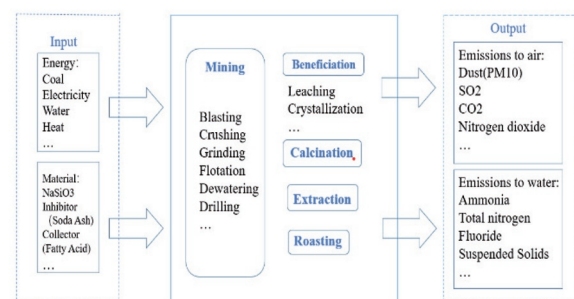 Input
Energy:
Coal
Electricity
Water
Heat
…
Material:
NaSiO3
Inhibitor
(Soda Ash)
Collector
(Fatty Acid)
…
Mining
Blasting
Crushing
Grinding
Flotation
Dewatering
Drilling
…
Beneficiation
Leaching
Crystallization
…
Calcination
Extraction
Roasting
Output
Emissions to air:
Dust(PM10)
SO2
CO2
Nitrogen dioxide
…
Emissions to water:
Ammonia
Total nitrogen
Fluoride
Suspended Solids
…